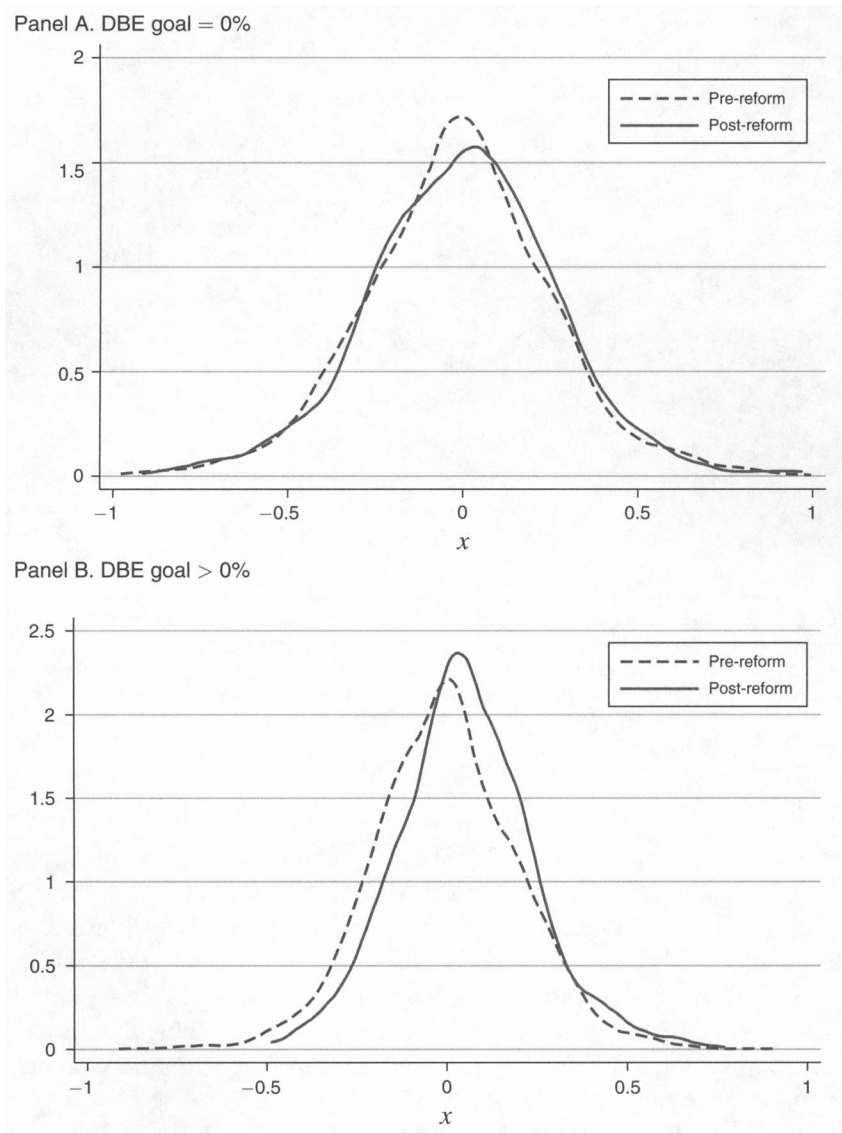 Panel A. DBE goal = 0%
2
1.5
1
0.5
0
Pre-reform
Post-reform
−1
−0.5
0
0.5
1
x
Panel B. DBE goal > 0%
2.5
2
1.5
1
0.5
0
Pre-reform
Post-reform
−1
−0.5
0
0.5
1
x